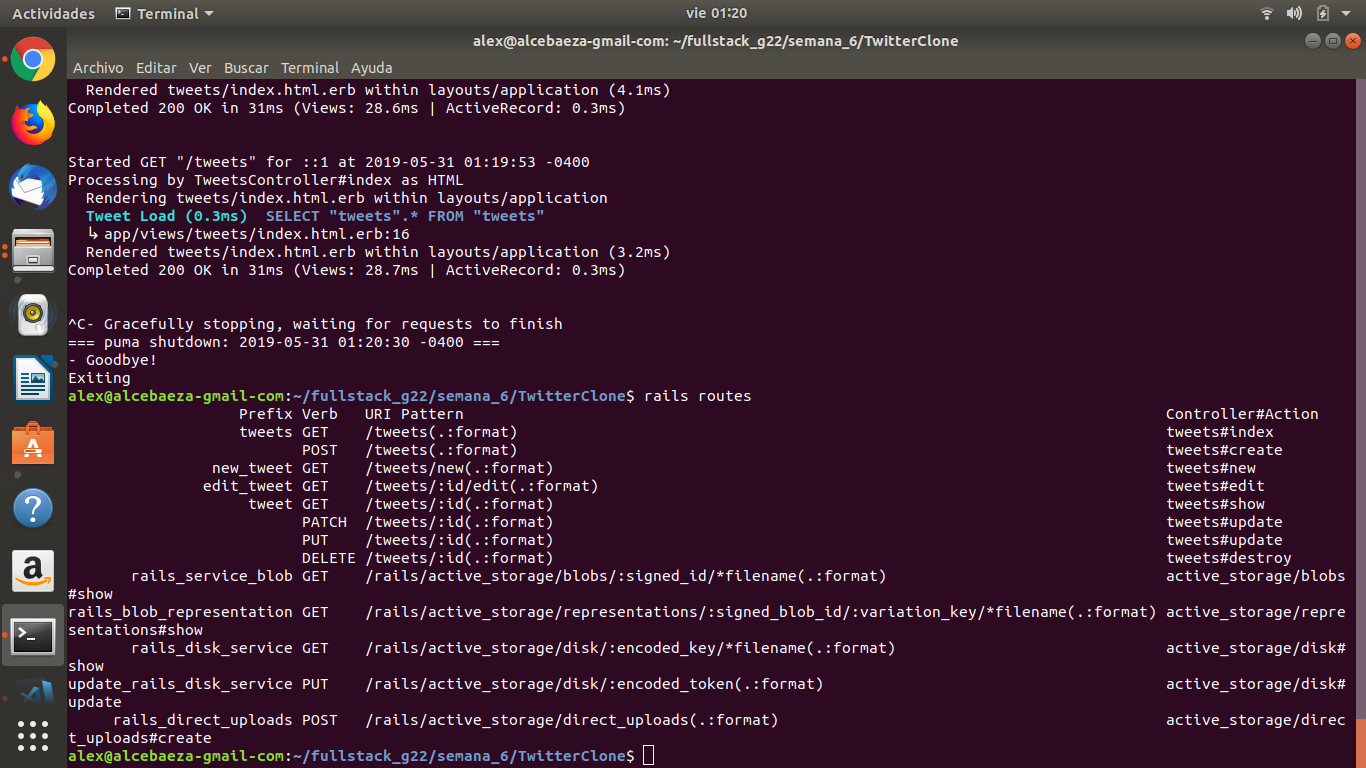 Actividades Terminal vie 01:20
alex@alcebaeza-gmail-com: ~/fullstack_g22/semana_6/TwitterClone
Archivo Editar Ver Buscar Terminal Ayuda
Rendered tweets/index.html.erb within layouts/application (4.1ms)
Completed 200 OK in 31ms (Views: 28.6ms | ActiveRecord: 0.3ms)
Started GET "/tweets" for ::1 at 2019-05-31 01:19:53 -0400
Processing by TweetsController#index as HTML
Rendering tweets/index.html.erb within layouts/application
Tweet Load (0.3ms) SELECT "tweets".* FROM "tweets"
↳ app/views/tweets/index.html.erb:16
Rendered tweets/index.html.erb within layouts/application (3.2ms)
Completed 200 OK in 31ms (Views: 28.7ms | ActiveRecord: 0.3ms)
^C- Gracefully stopping, waiting for requests to finish
=== puma shutdown: 2019-05-31 01:20:30 -0400 ===
- Goodbye!
Exiting
alex@alcebaeza-gmail-com:~/fullstack_g22/semana_6/TwitterClone$ rails routes
Prefix Verb URI Pattern Controller#Action
tweets GET /tweets(.:format) tweets#index
POST /tweets(.:format) tweets#create
new_tweet GET /tweets/new(.:format) tweets#new
edit_tweet GET /tweets/:id/edit(.:format) tweets#edit
tweet GET /tweets/:id(.:format) tweets#show
PATCH /tweets/:id(.:format) tweets#update
PUT /tweets/:id(.:format) tweets#update
DELETE /tweets/:id(.:format) tweets#destroy
rails_service_blob GET /rails/active_storage/blobs/:signed_id/*filename(.:format) active_storage/blobs
#show
rails_blob_representation GET /rails/active_storage/representations/:signed_blob_id/:variation_key/*filename(.:format) active_storage/repre
sentations#show
rails_disk_service GET /rails/active_storage/disk/:encoded_key/*filename(.:format) active_storage/disk#
show
update_rails_disk_service PUT /rails/active_storage/disk/:encoded_token(.:format) active_storage/disk#
update
rails_direct_uploads POST /rails/active_storage/direct_uploads(.:format) active_storage/direc
t_uploads#create
alex@alcebaeza-gmail-com:~/fullstack_g22/semana_6/TwitterClone$